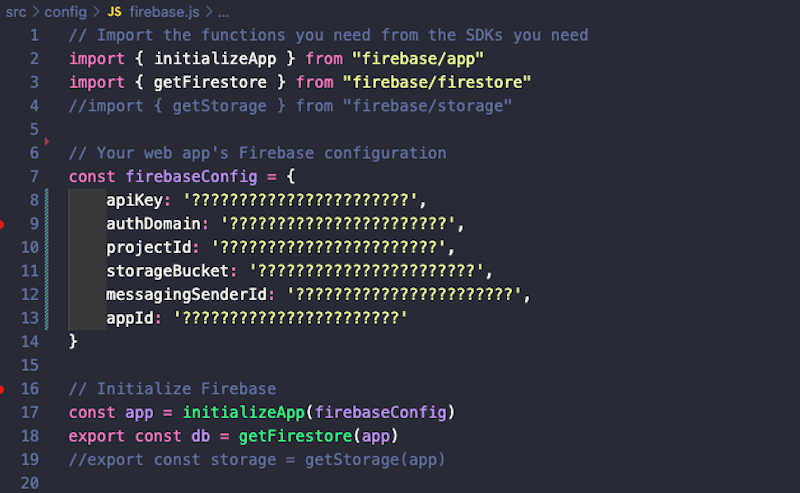 src > config > JS firebase.js > ...
1 // Import the functions you need from the SDKs you need
2 import { initializeApp } from "firebase/app"
3 import { getFirestore } from "firebase/firestore"
4 //import { getStorage } from "firebase/storage"
5
6 // Your web app's Firebase configuration
7 const firebaseConfig = {
8     apiKey: '???????????????????????',
9     authDomain: '???????????????????????',
10     projectId: '???????????????????????',
11     storageBucket: '???????????????????????',
12     messagingSenderId: '???????????????????????',
13     appId: '???????????????????????'
14 }
15
16 // Initialize Firebase
17 const app = initializeApp(firebaseConfig)
18 export const db = getFirestore(app)
19 //export const storage = getStorage(app)
20